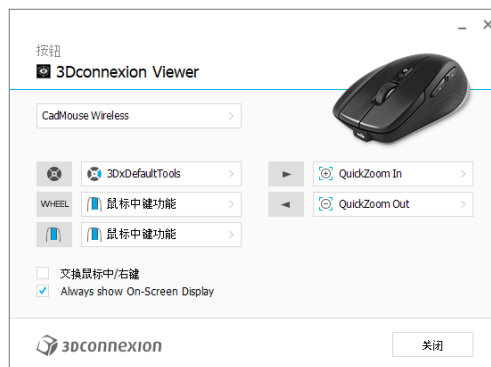 按钮
3Dconnexion Viewer
CadMouse Wireless
3DxDefaultTools
QuickZoom In
WHEEL
鼠标中键功能
QuickZoom Out
鼠标中键功能
交换鼠标中/右键
Always show On-Screen Display
3Dconnexion
关闭